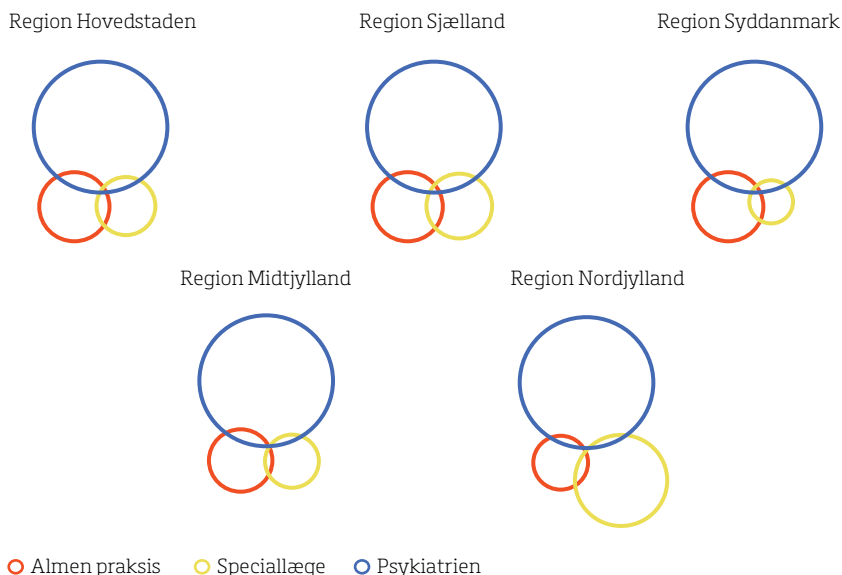 Region Hovedstaden
Region Sjælland
Region Syddanmark
Region Midtjylland
Region Nordjylland
Almen praksis
Speciallæge
Psykiatrien